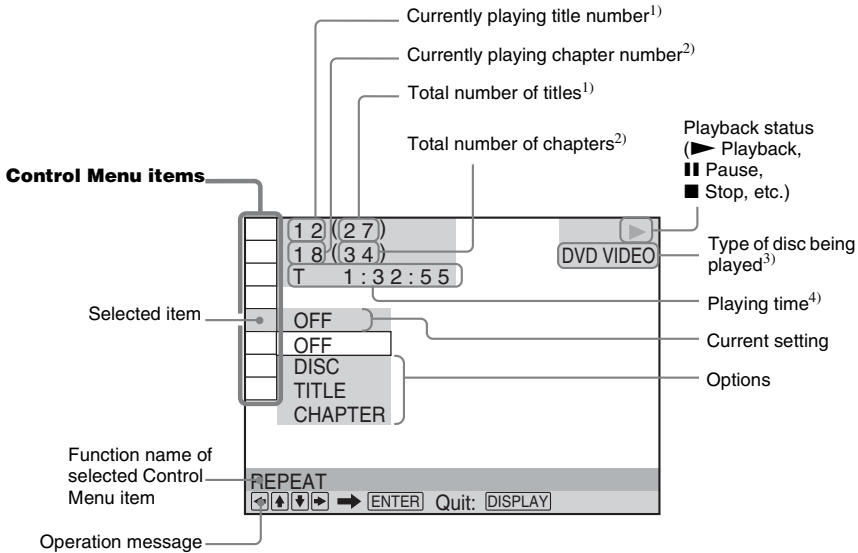 Currently playing title number1)
Currently playing chapter number2)
Total number of titles1)
Total number of chapters2)
Playback status
(► Playback,
❚❚ Pause,
■ Stop, etc.)
Control Menu items
1 2 ( 2 7 )
1 8 ( 3 4 )
T 1 : 3 2 : 5 5
►
DVD VIDEO
Type of disc being
played3)
Playing time4)
Selected item
OFF
Current setting
OFF
DISC
TITLE
CHAPTER
Options
Function name of
selected Control
Menu item
REPEAT
← ↑ ↓ → ➡ ENTER Quit: DISPLAY
Operation message